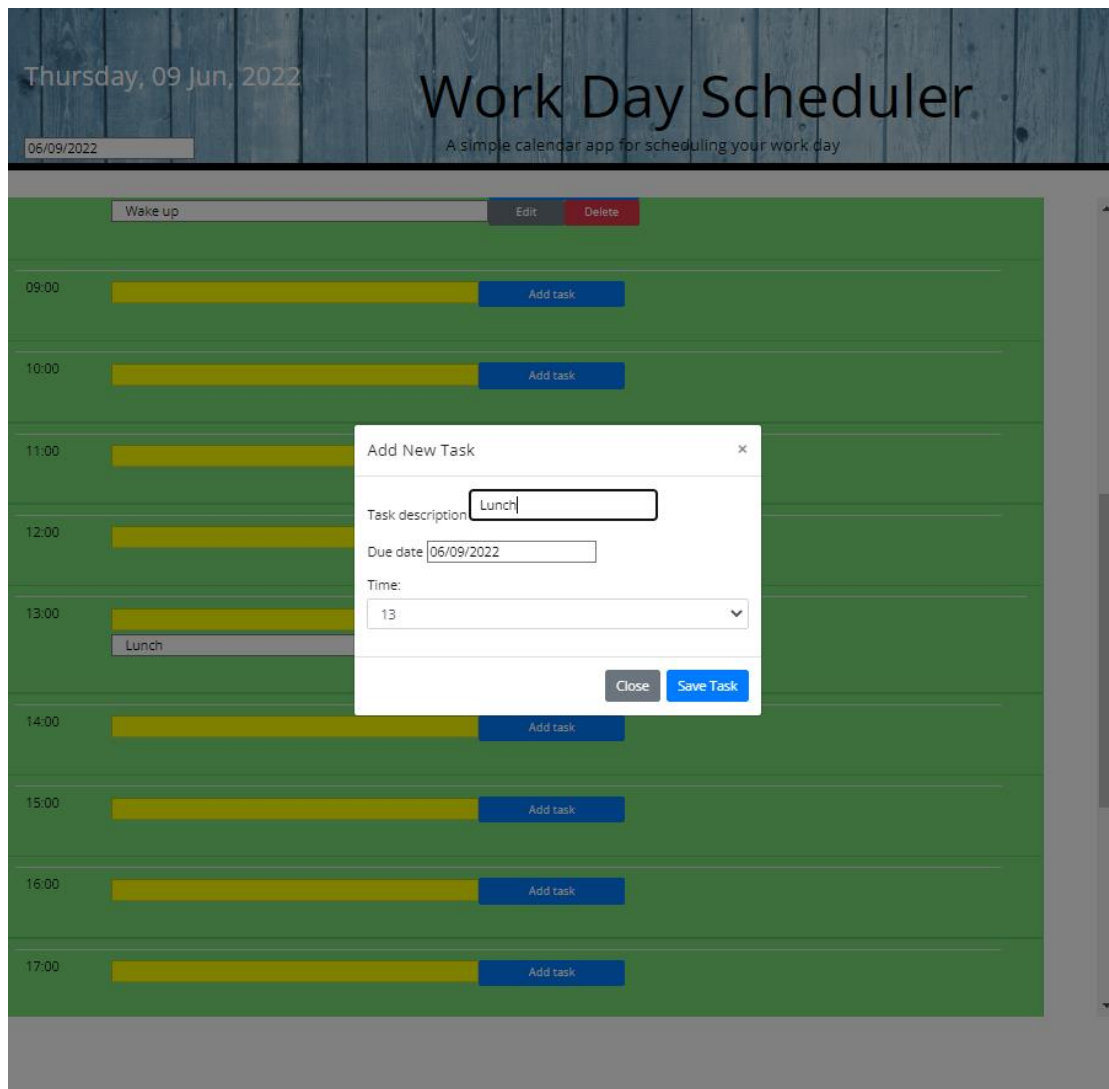 Thursday, 09 Jun, 2022
Work Day Scheduler
06/09/2022
A simple calendar app for scheduling your work day
Wake up Edit Delete
09:00 Add task
10:00 Add task
11:00
12:00
13:00
Lunch
14:00 Add task
15:00 Add task
16:00 Add task
17:00 Add task
Add New Task ×
Task description Lunch
Due date 06/09/2022
Time:
13
Close Save Task